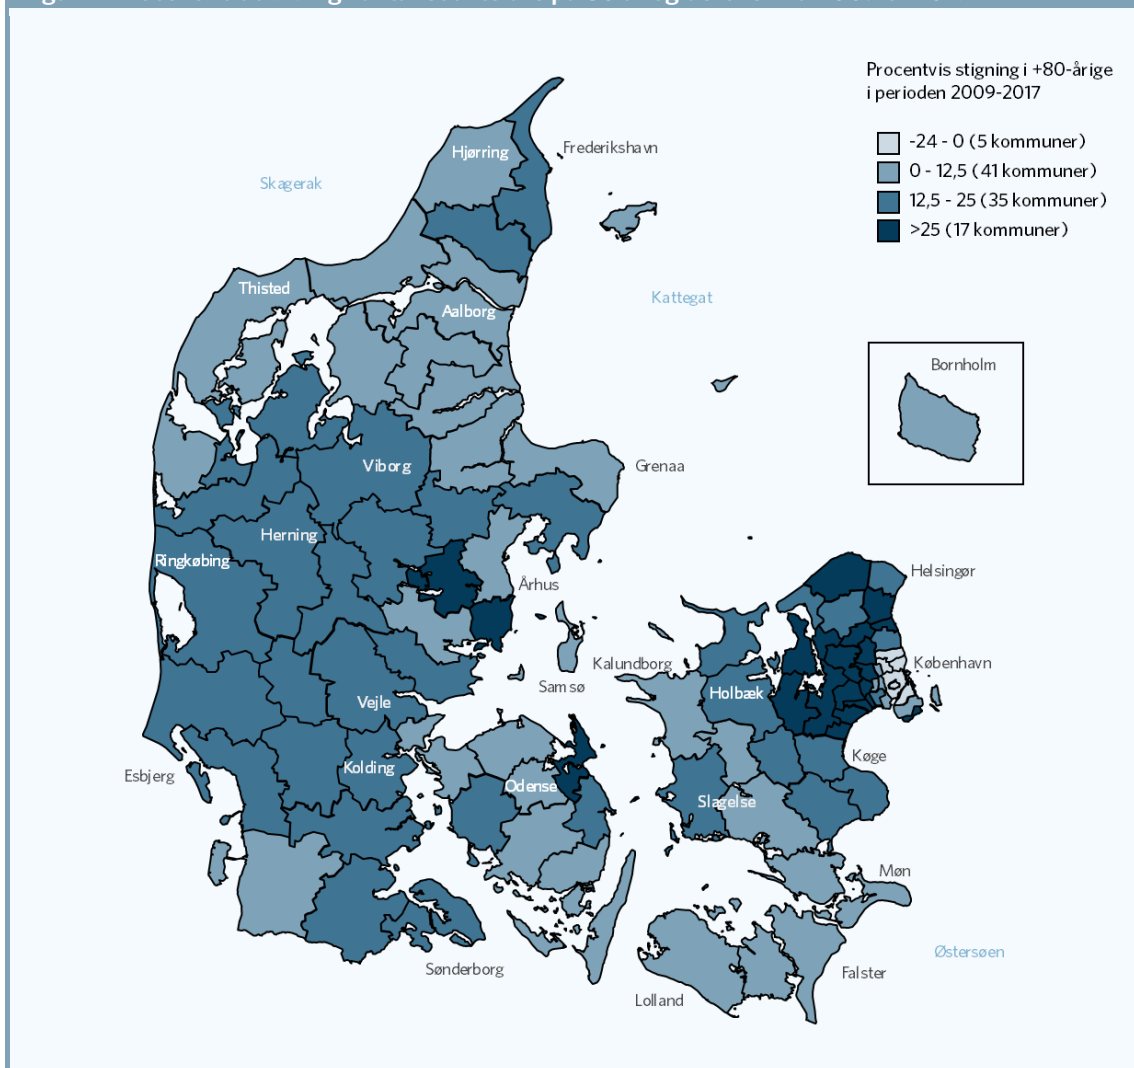 Procentvis stigning i +80-årige
i perioden 2009-2017
-24 - 0 (5 kommuner)
0 - 12,5 (41 kommuner)
12,5 - 25 (35 kommuner)
>25 (17 kommuner)
Hjørring
Frederikshavn
Skagerak
Thisted
Kattegat
Aalborg
Bornholm
Viborg
Grenaa
Herning
Ringkøbing
Århus
Helsingør
Kalundborg
København
Samsø
Holbæk
Vejle
Køge
Esbjerg
Kolding
Odense
Slagelse
Møn
Østersøen
Sønderborg
Falster
Lolland